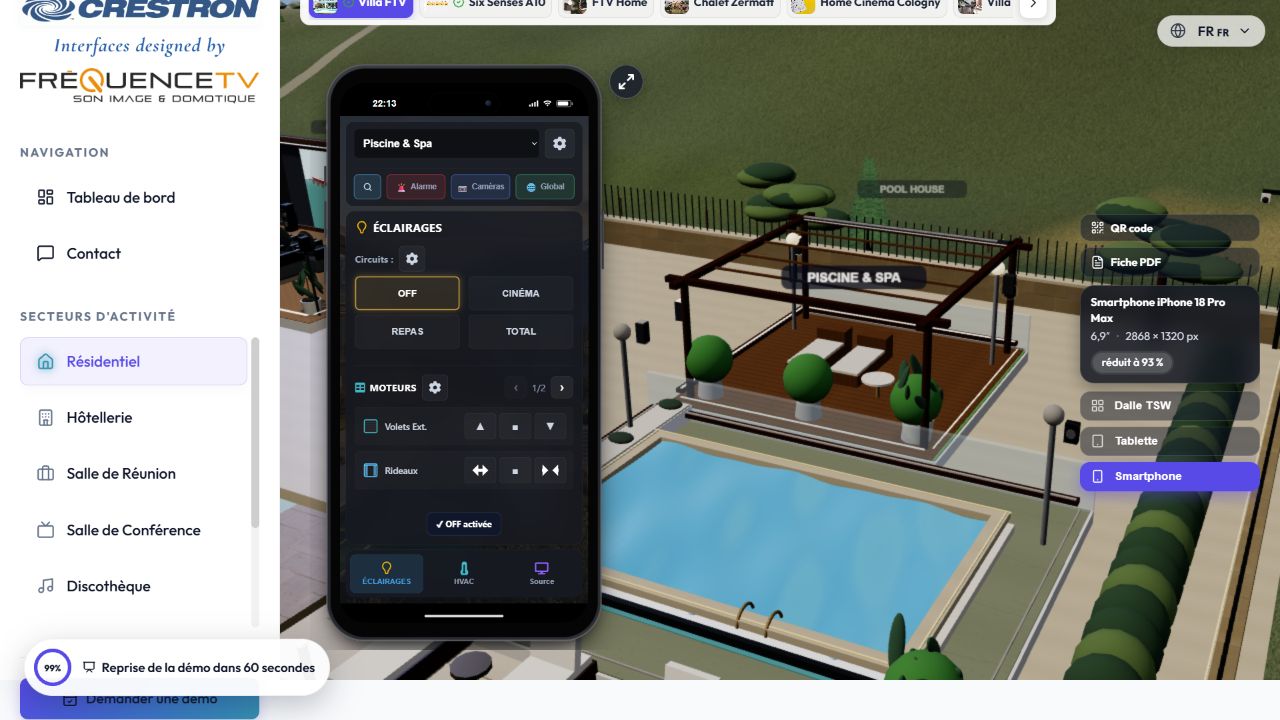 CRESTRON
Interfaces designed by
FRÉQUENCETV
SON IMAGE & DOMOTIQUE
NAVIGATION
Tableau de bord
Contact
SECTEURS D'ACTIVITÉ
Résidentiel
Hôtellerie
Salle de Réunion
Salle de Conférence
Discothèque
99%
Reprise de la démo dans 60 secondes
Demander une démo
Villa FTV
Six Senses A10
FTV Home
Chalet Zermatt
Home Cinéma Cologny
Villa
FR FR
22:13
Piscine & Spa
Alarme
Caméras
Global
ÉCLAIRAGES
Circuits :
OFF
CINÉMA
REPAS
TOTAL
MOTEURS
1/2
Volets Ext.
Rideaux
✓ OFF activée
ÉCLAIRAGES
HVAC
Source
POOL HOUSE
PISCINE & SPA
QR code
Fiche PDF
Smartphone iPhone 18 Pro
Max
6,9″ · 2868 × 1320 px
réduit à 93 %
Dalle TSW
Tablette
Smartphone